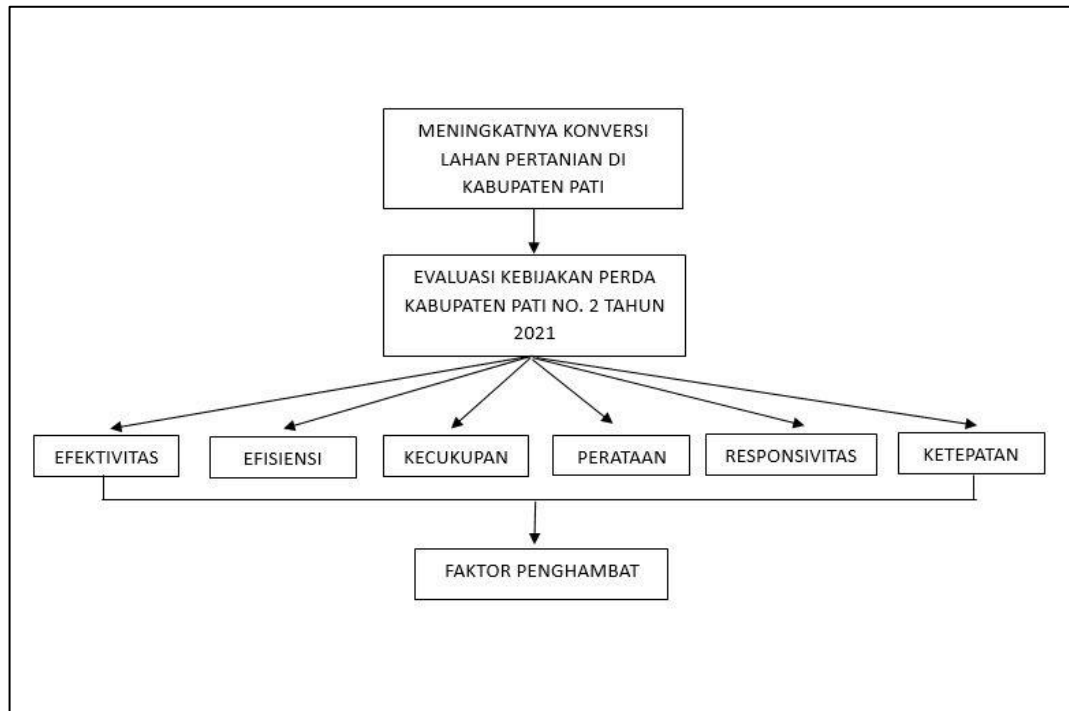 MENINGKATNYA KONVERSI
LAHAN PERTANIAN DI
KABUPATEN PATI
EVALUASI KEBIJAKAN PERDA
KABUPATEN PATI NO. 2 TAHUN
2021
EFEKTIVITAS
EFISIENSI
KECUKUPAN
PERATAAN
RESPONSIVITAS
KETEPATAN
FAKTOR PENGHAMBAT